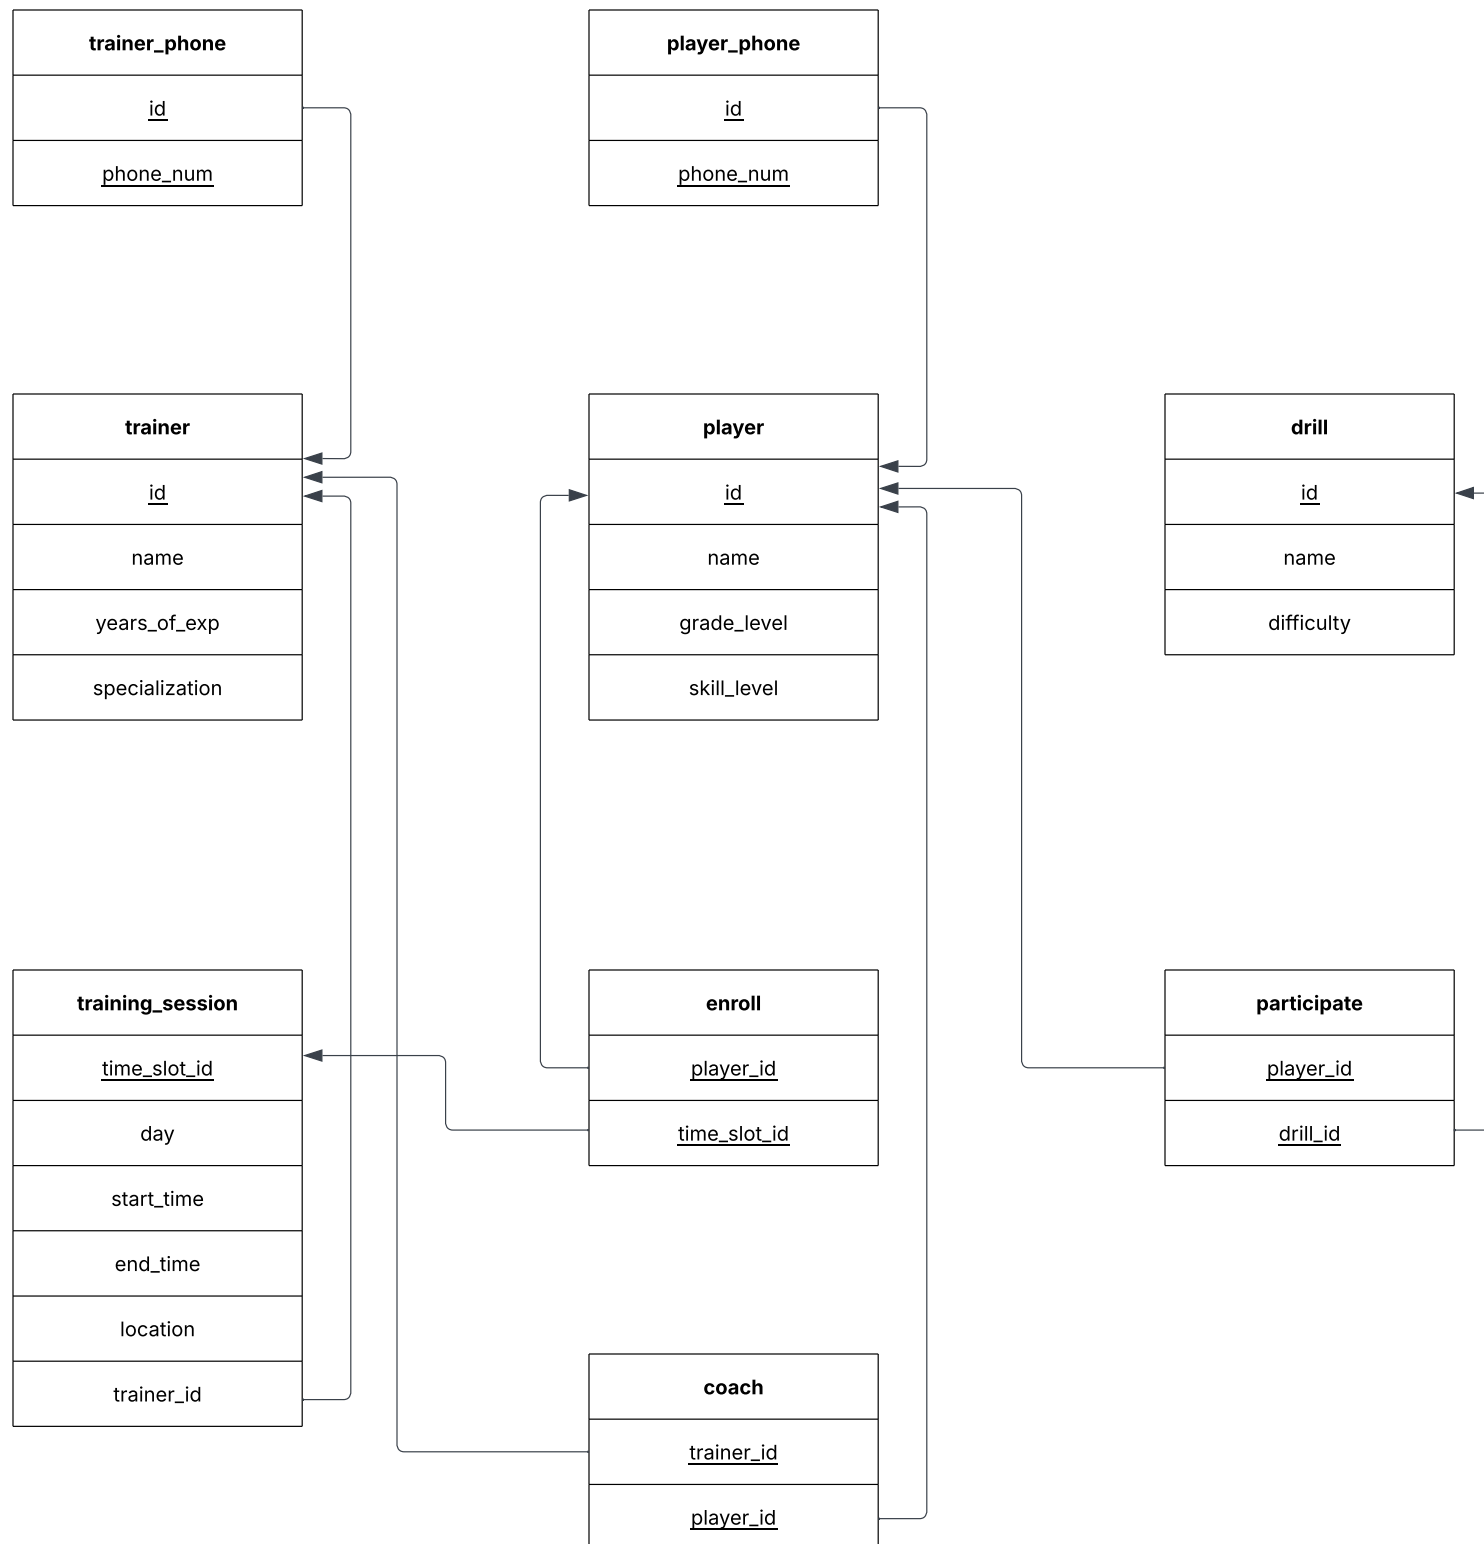 trainer_phone
id
phone_num
player_phone
id
phone_num
trainer
id
name
years_of_exp
specialization
player
id
name
grade_level
skill_level
drill
id
name
difficulty
training_session
time_slot_id
day
start_time
end_time
location
trainer_id
enroll
player_id
time_slot_id
participate
player_id
drill_id
coach
trainer_id
player_id